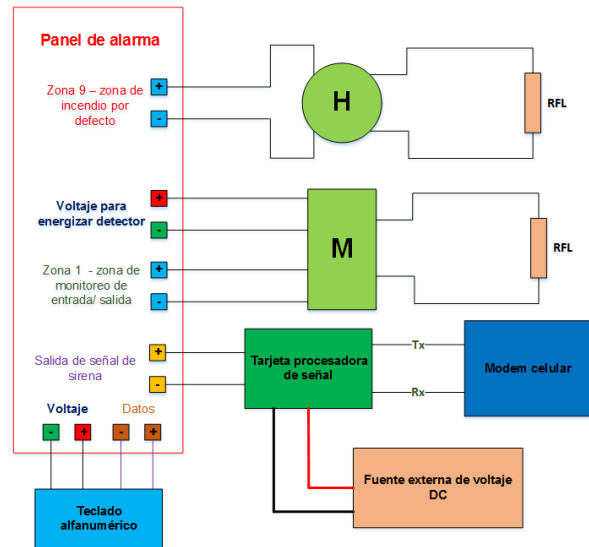 Panel de alarma
Zona 9 – zona de
incendio por
defecto
+
-
H
RFL
Voltaje para
energizar detector
+
-
Zona 1 - zona de
monitoreo de
entrada/ salida
+
-
M
RFL
Salida de señal de
sirena
+
-
Tarjeta procesadora
de señal
Tx
Rx
Modem celular
Voltaje
Datos
-
+
-
+
Teclado
alfanumérico
Fuente externa de voltaje
DC